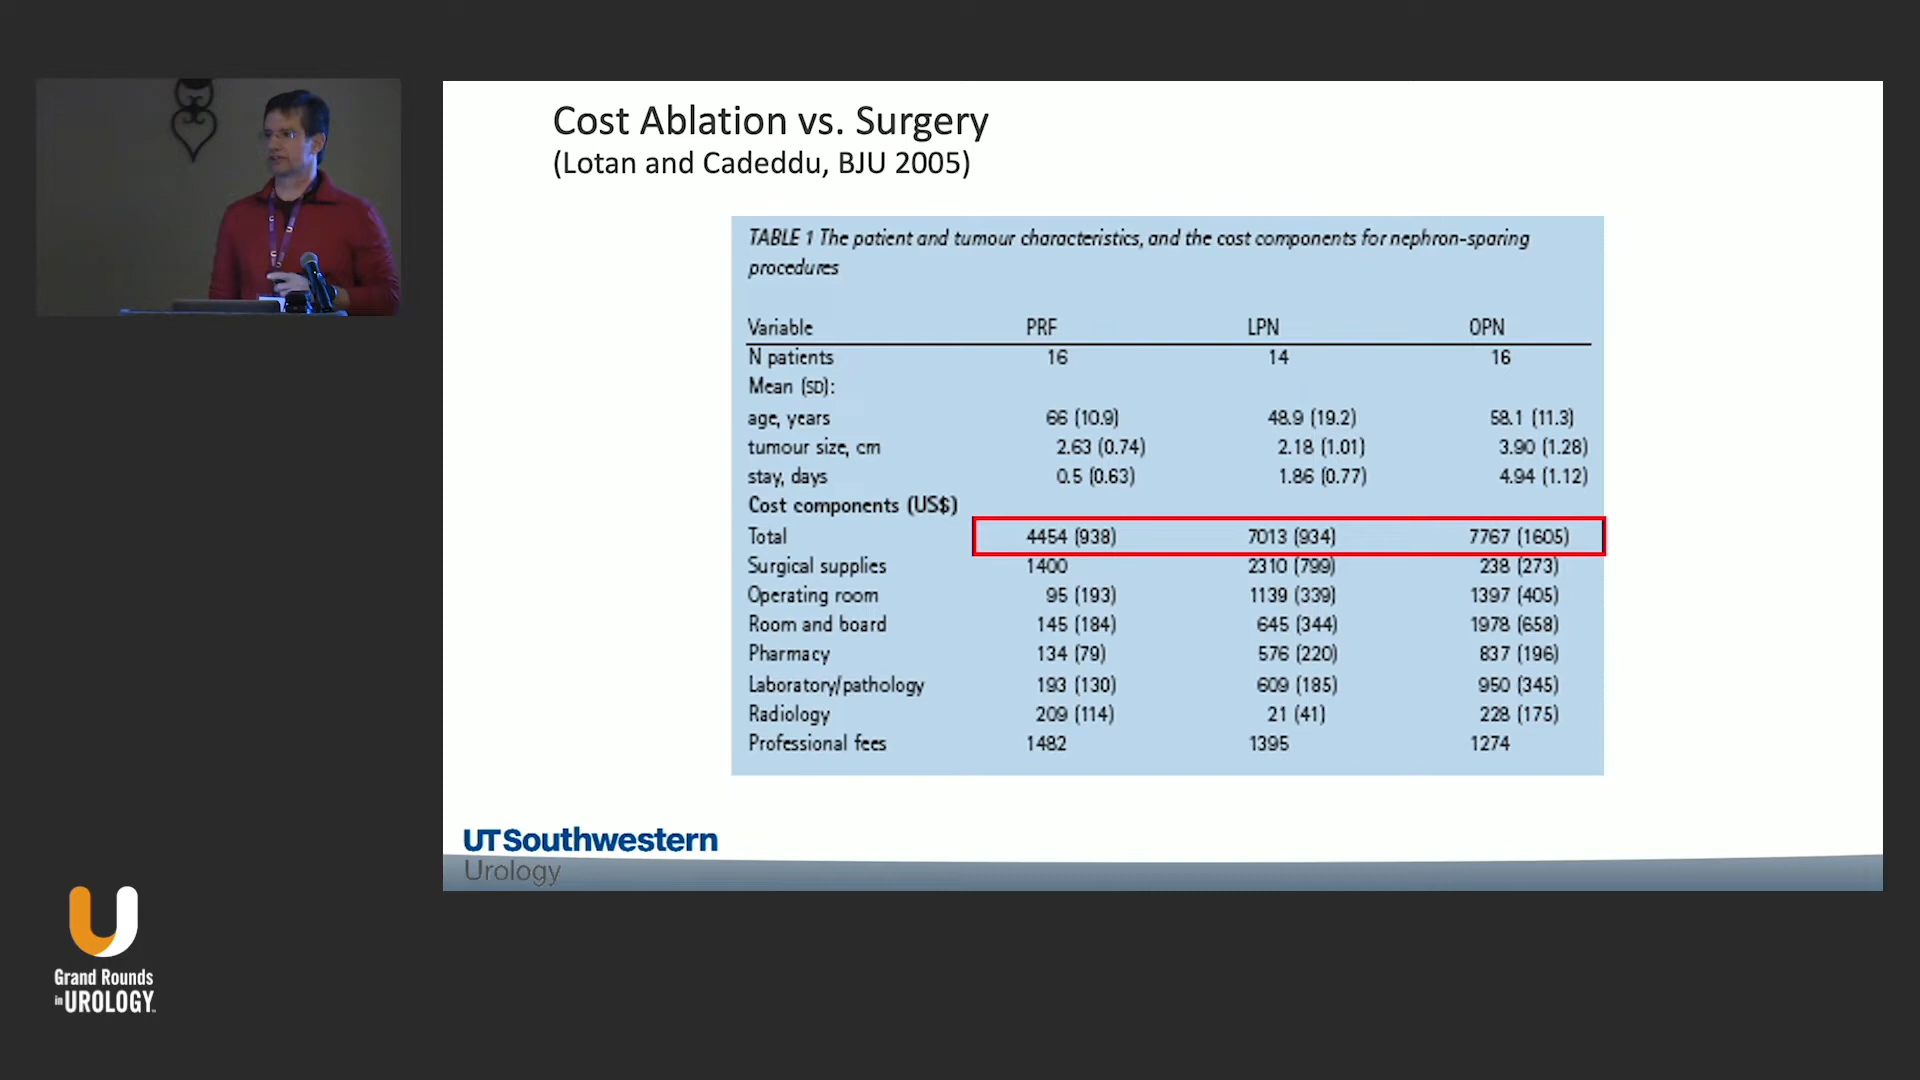 Cost Ablation vs. Surgery
(Lotan and Cadeddu, BJU 2005)
TABLE 1 The patient and tumour characteristics, and the cost components for nephron-sparing
procedures
Variable PRF LPN OPN
N patients 16 14 16
Mean (SD):
age, years 66 (10.9) 48.9 (19.2) 58.1 (11.3)
tumour size, cm 2.63 (0.74) 2.18 (1.01) 3.90 (1.28)
stay, days 0.5 (0.63) 1.86 (0.77) 4.94 (1.12)
Cost components (US$)
Total 4454 (938) 7013 (934) 7767 (1605)
Surgical supplies 1400 2310 (799) 238 (273)
Operating room 95 (193) 1139 (339) 1397 (405)
Room and board 145 (184) 645 (344) 1978 (658)
Pharmacy 134 (79) 576 (220) 837 (196)
Laboratory/pathology 193 (130) 609 (185) 950 (345)
Radiology 209 (114) 21 (41) 228 (175)
Professional fees 1482 1395 1274
UTSouthwestern
Urology
Grand Rounds
in UROLOGY